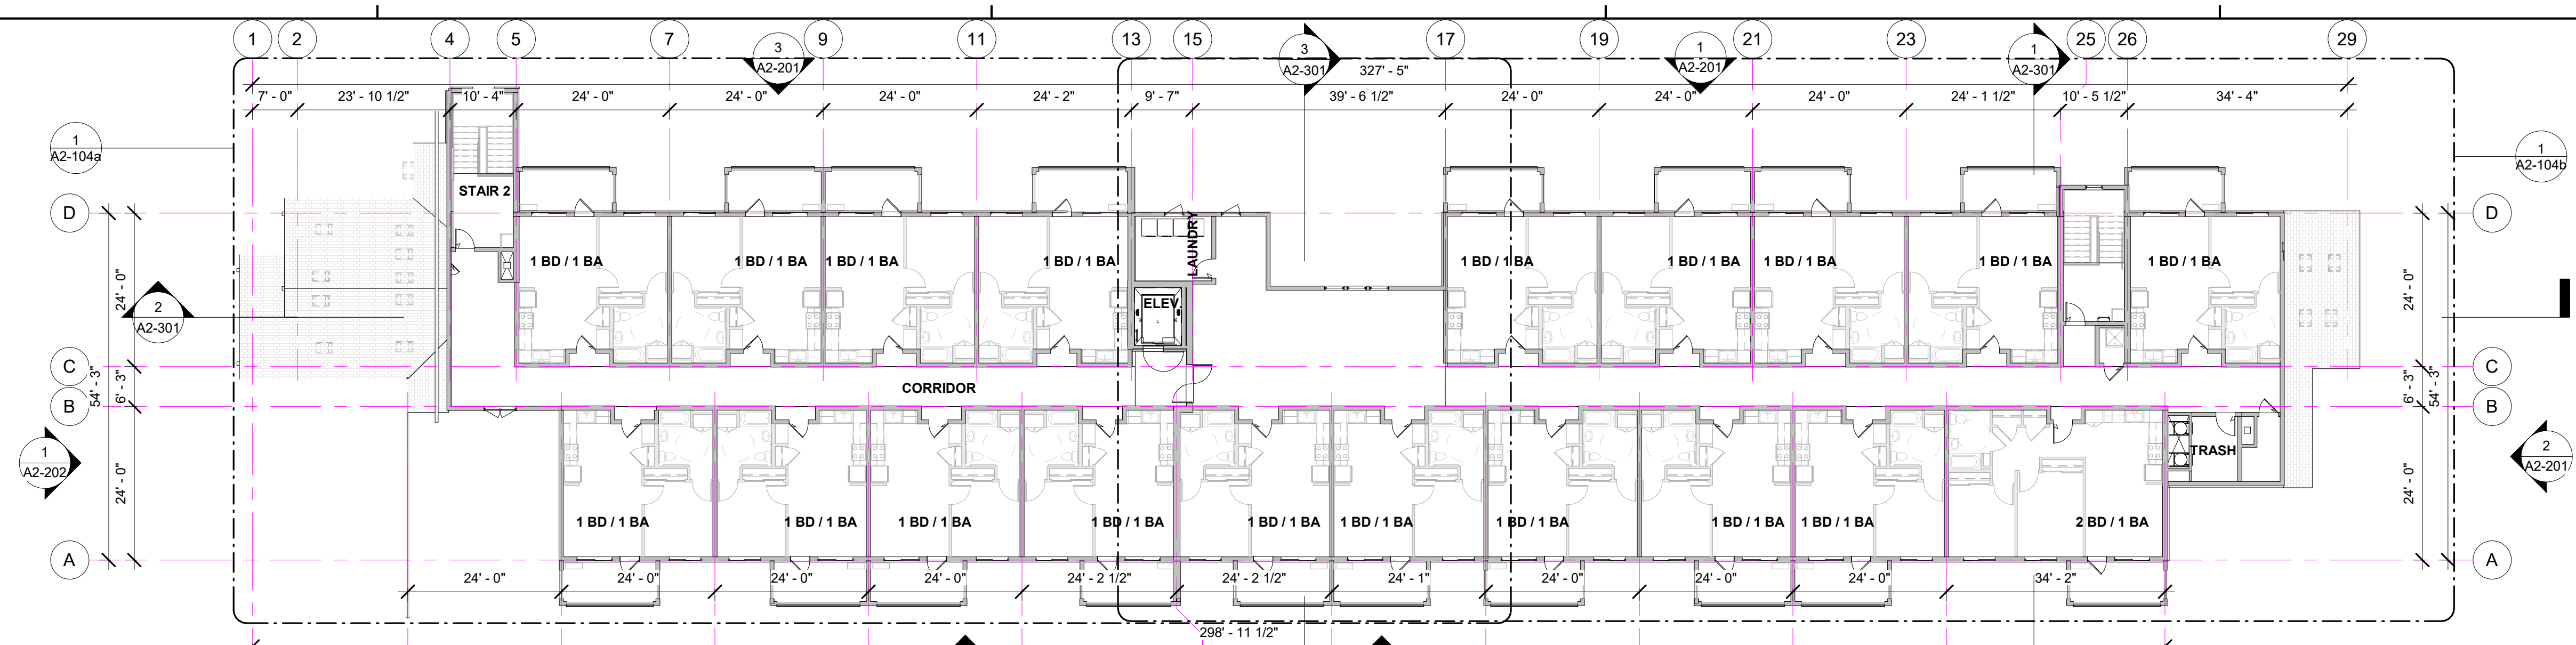 1 2 4 5 7 9 11 13 15 17 19 21 23 25 26 29
3
A2-201
3
A2-301
1
A2-201
1
A2-301
327' - 5"
7' - 0" 23' - 10 1/2" 10' - 4" 24' - 0" 24' - 0" 24' - 0" 24' - 2" 9' - 7" 39' - 6 1/2" 24' - 0" 24' - 0" 24' - 0" 24' - 1 1/2" 10' - 5 1/2" 34' - 4"
1
A2-104a
1
A2-104b
STAIR 2
D D
LAUNDRY
1 BD / 1 BA 1 BD / 1 BA 1 BD / 1 BA 1 BD / 1 BA 1 BD / 1 BA 1 BD / 1 BA 1 BD / 1 BA 1 BD / 1 BA 1 BD / 1 BA
24' - 0" 24' - 0"
2
A2-301
ELEV.
C C
CORRIDOR
54' - 3" 6' - 3" 6' - 3" 54' - 3"
B B
TRASH
1
A2-202
2
A2-201
24' - 0" 24' - 0"
1 BD / 1 BA 1 BD / 1 BA 1 BD / 1 BA 1 BD / 1 BA 1 BD / 1 BA 1 BD / 1 BA 1 BD / 1 BA 1 BD / 1 BA 1 BD / 1 BA 2 BD / 1 BA
A A
24' - 0" 24' - 0" 24' - 0" 24' - 0" 24' - 2 1/2" 24' - 2 1/2" 24' - 1" 24' - 0" 24' - 0" 24' - 0" 34' - 2"
298' - 11 1/2"